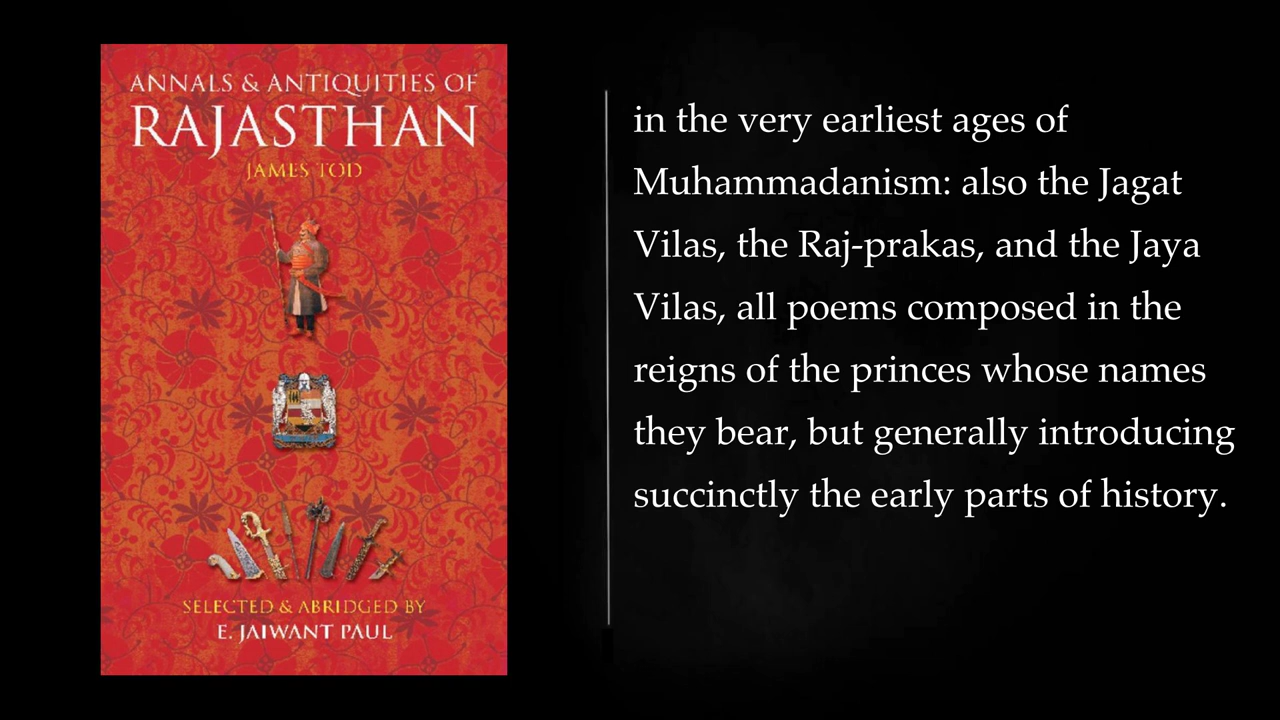 ANNALS & ANTIQUITIES OF
RAJASTHAN
JAMES TOD
SELECTED & ABRIDGED BY
E. JAIWANT PAUL
in the very earliest ages of
Muhammadanism: also the Jagat
Vilas, the Raj-prakas, and the Jaya
Vilas, all poems composed in the
reigns of the princes whose names
they bear, but generally introducing
succinctly the early parts of history.